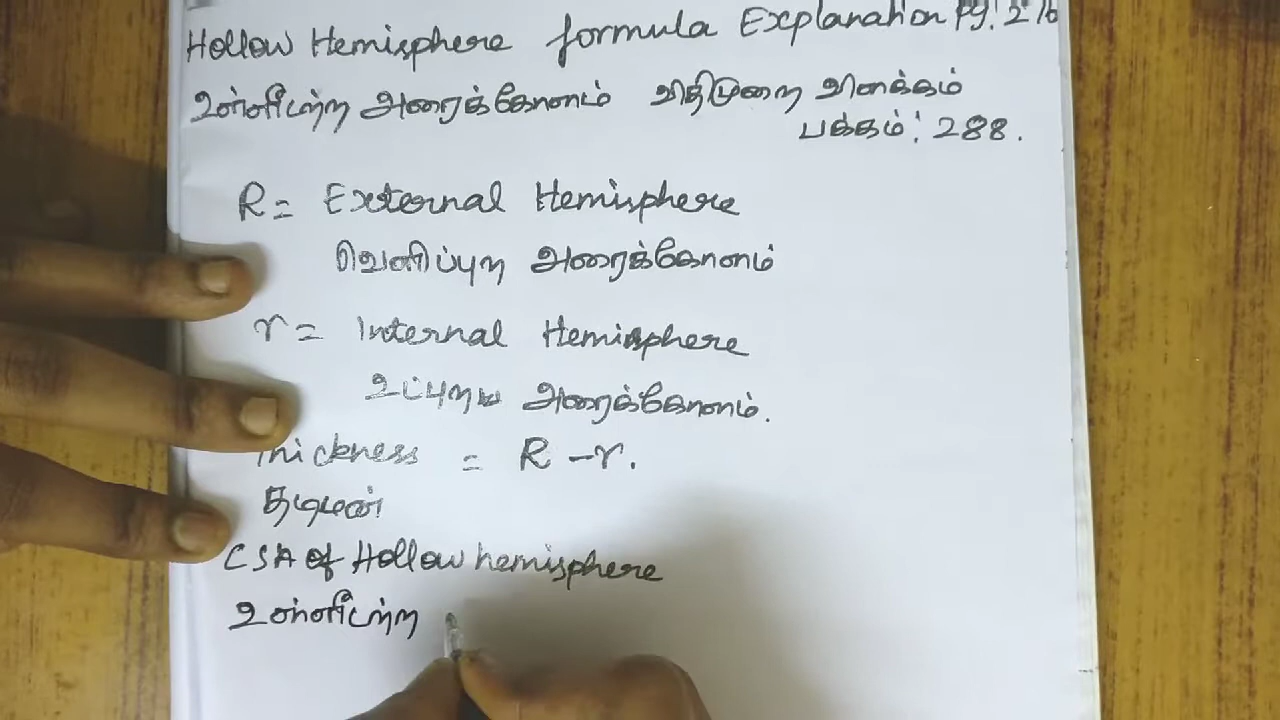 Hollow Hemisphere formula Explanation Pg: 276
உள்ளீடற்ற அரைக்கோளம் விதிமுறை விளக்கம்
பக்கம்: 288.
R = External Hemisphere
வெளிப்புற அரைக்கோளம்
r = Internal Hemisphere
உட்புற அரைக்கோளம்.
Thickness = R - r.
தடிமன்
CSA of Hollow hemisphere
உள்ளீடற்ற